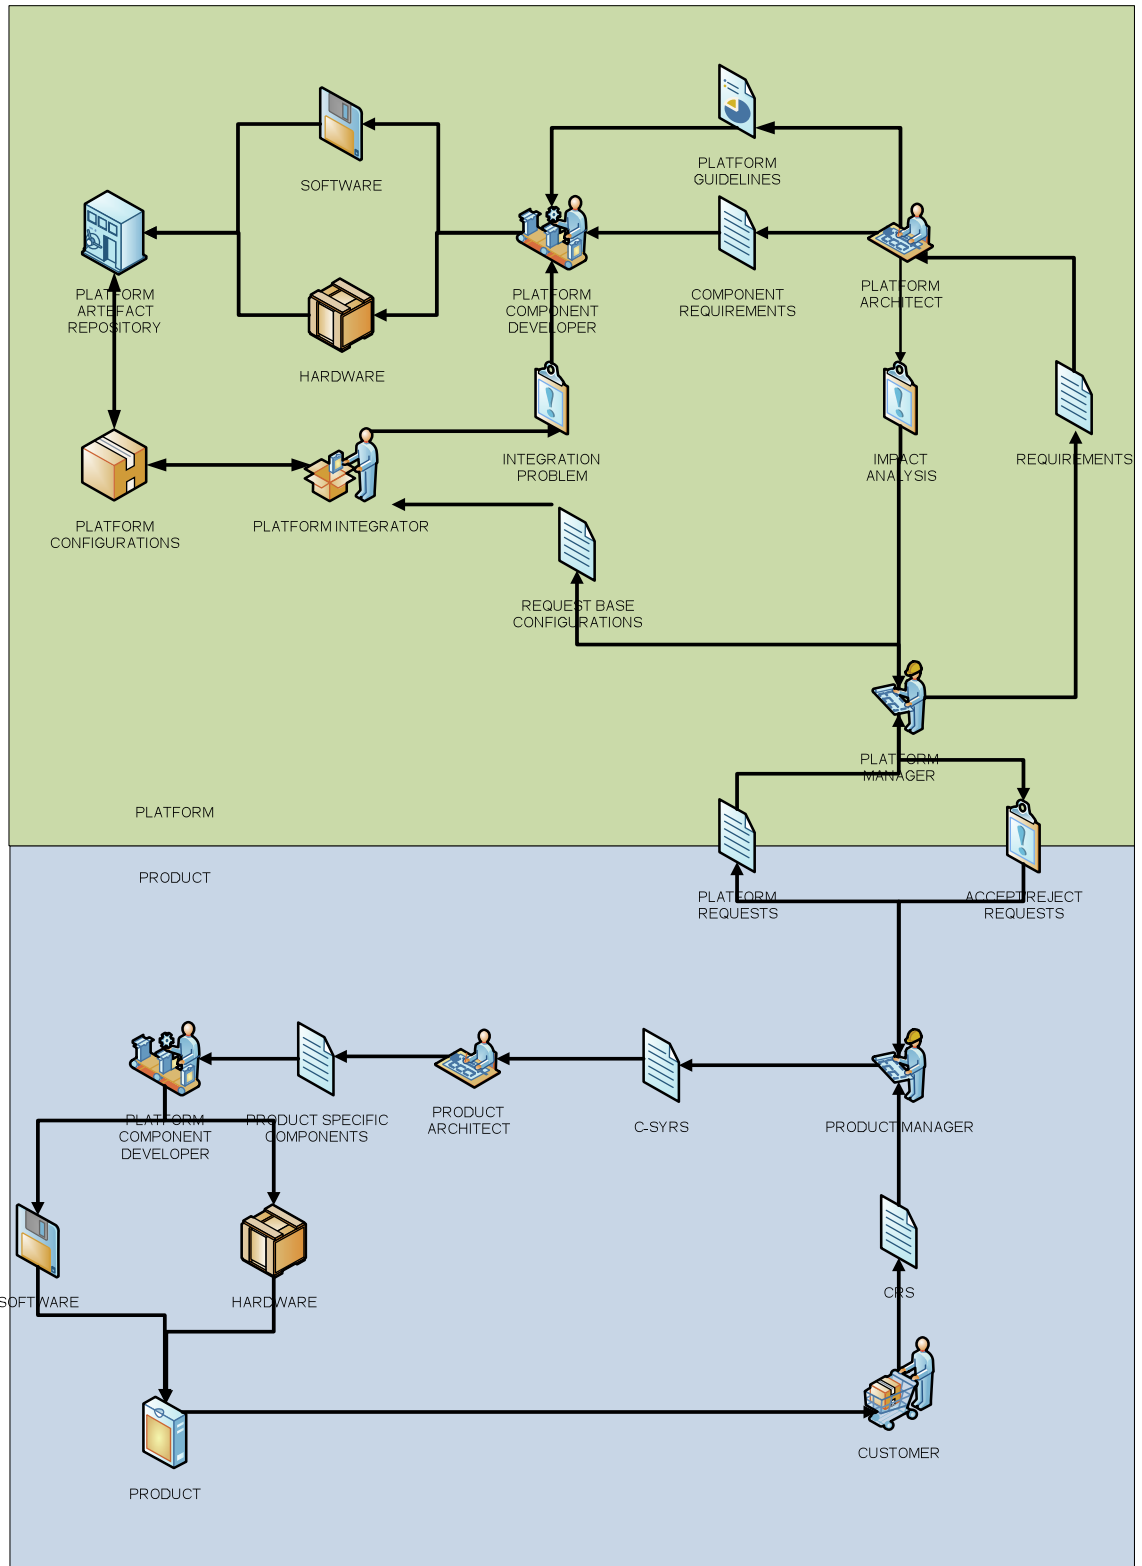 PLATFORM
GUIDELINES
SOFTWARE
PLATFORM
ARTEFACT
REPOSITORY
PLATFORM
COMPONENT
DEVELOPER
COMPONENT
REQUIREMENTS
PLATFORM
ARCHITECT
HARDWARE
INTEGRATION
PROBLEM
IMPACT
ANALYSIS
REQUIREMENTS
PLATFORM
CONFIGURATIONS
PLATFORM INTEGRATOR
REQUEST BASE
CONFIGURATIONS
PLATFORM
MANAGER
PLATFORM
PRODUCT
PLATFORM
REQUESTS
ACCEPT/REJECT
REQUESTS
PLATFORM
COMPONENT
DEVELOPER
PRODUCT SPECIFIC
COMPONENTS
PRODUCT
ARCHITECT
C-SYRS
PRODUCT MANAGER
SOFTWARE
HARDWARE
CRS
CUSTOMER
PRODUCT